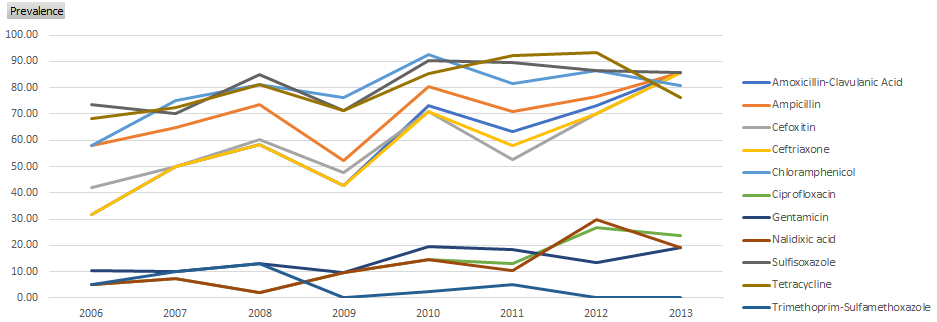 Prevalence
100.00
90.00
80.00
70.00
60.00
50.00
40.00
30.00
20.00
10.00
0.00
2006 2007 2008 2009 2010 2011 2012 2013
Amoxicillin-Clavulanic Acid
Ampicillin
Cefoxitin
Ceftriaxone
Chloramphenicol
Ciprofloxacin
Gentamicin
Nalidixic acid
Sulfisoxazole
Tetracycline
Trimethoprim-Sulfamethoxazole